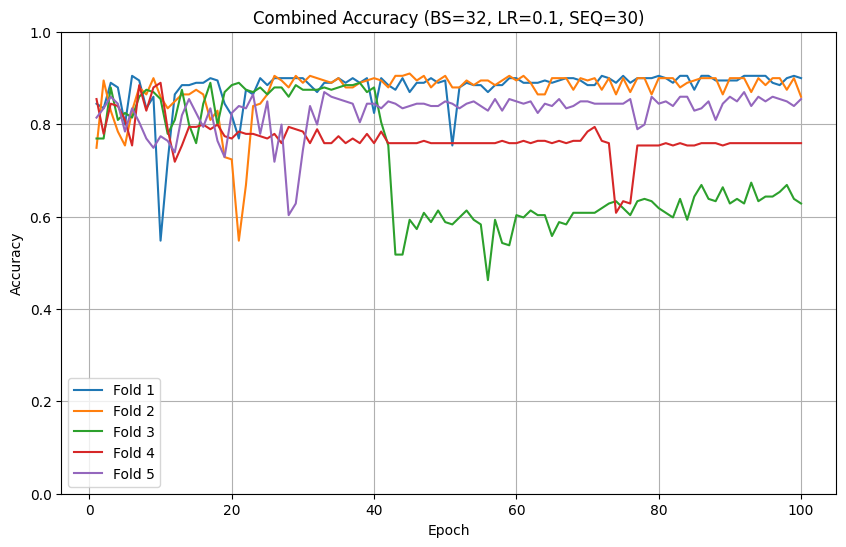 Combined Accuracy (BS=32, LR=0.1, SEQ=30)
Accuracy
1.0
0.8
0.6
0.4
0.2
0.0
Fold 1
Fold 2
Fold 3
Fold 4
Fold 5
0 20 40 60 80 100
Epoch